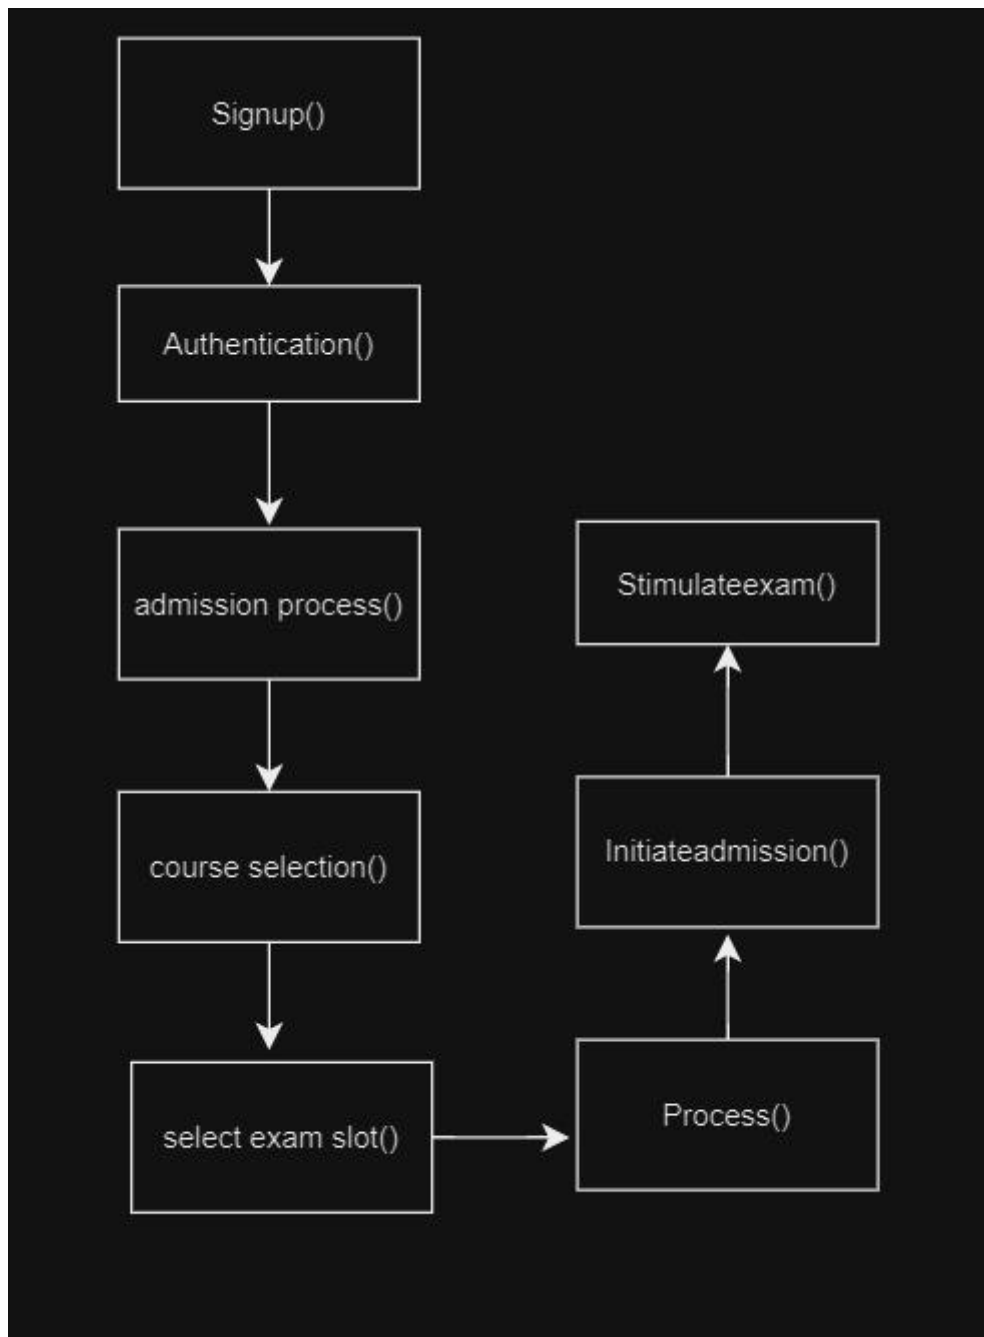 Signup()
Authentication()
admission process()
course selection()
select exam slot()
Process()
Initiateadmission()
Stimulateexam()